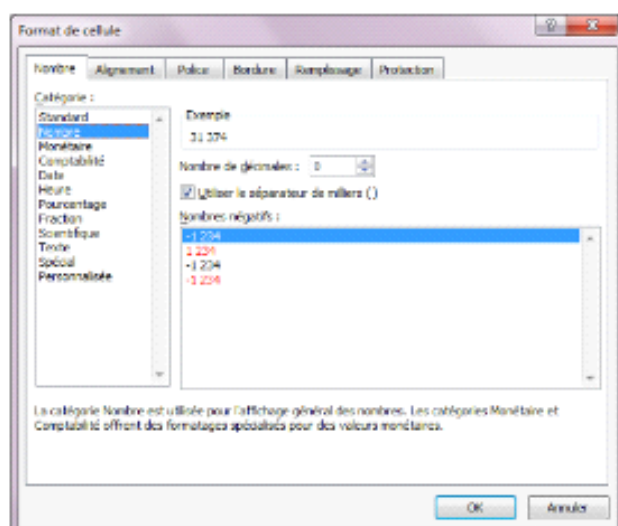 Format de cellule
Nombre Alignement Police Bordure Remplissage Protection
Catégorie :
Standard
Nombre
Monétaire
Comptabilité
Date
Heure
Pourcentage
Fraction
Scientifique
Texte
Spécial
Personnalisée
Exemple
31 374
Nombre de décimales : 0
Utiliser le séparateur de milliers ()
Nombres négatifs :
-1 234
1 234
-1 234
-1 234
La catégorie Nombre est utilisée pour l'affichage général des nombres. Les catégories Monétaire et
Comptabilité offrent des formatages spécialisés pour des valeurs monétaires.
OK Annuler